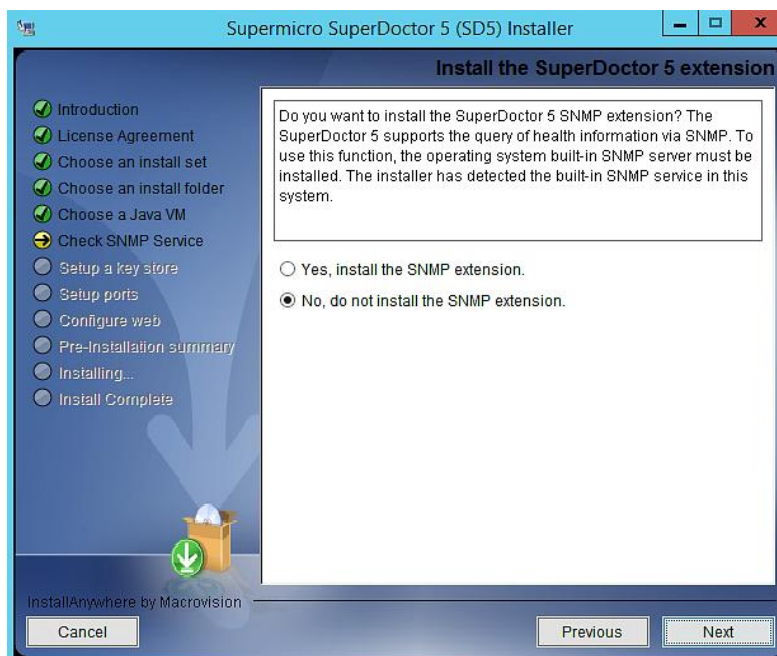 Supermicro SuperDoctor 5 (SD5) Installer
Install the SuperDoctor 5 extension
Introduction
License Agreement
Choose an install set
Choose an install folder
Choose a Java VM
Check SNMP Service
Setup a key store
Setup ports
Configure web
Pre-Installation summary
Installing...
Install Complete
Do you want to install the SuperDoctor 5 SNMP extension? The
SuperDoctor 5 supports the query of health information via SNMP. To
use this function, the operating system built-in SNMP server must be
installed. The installer has detected the built-in SNMP service in this
system.
Yes, install the SNMP extension.
No, do not install the SNMP extension.
InstallAnywhere by Macrovision
Cancel
Previous
Next